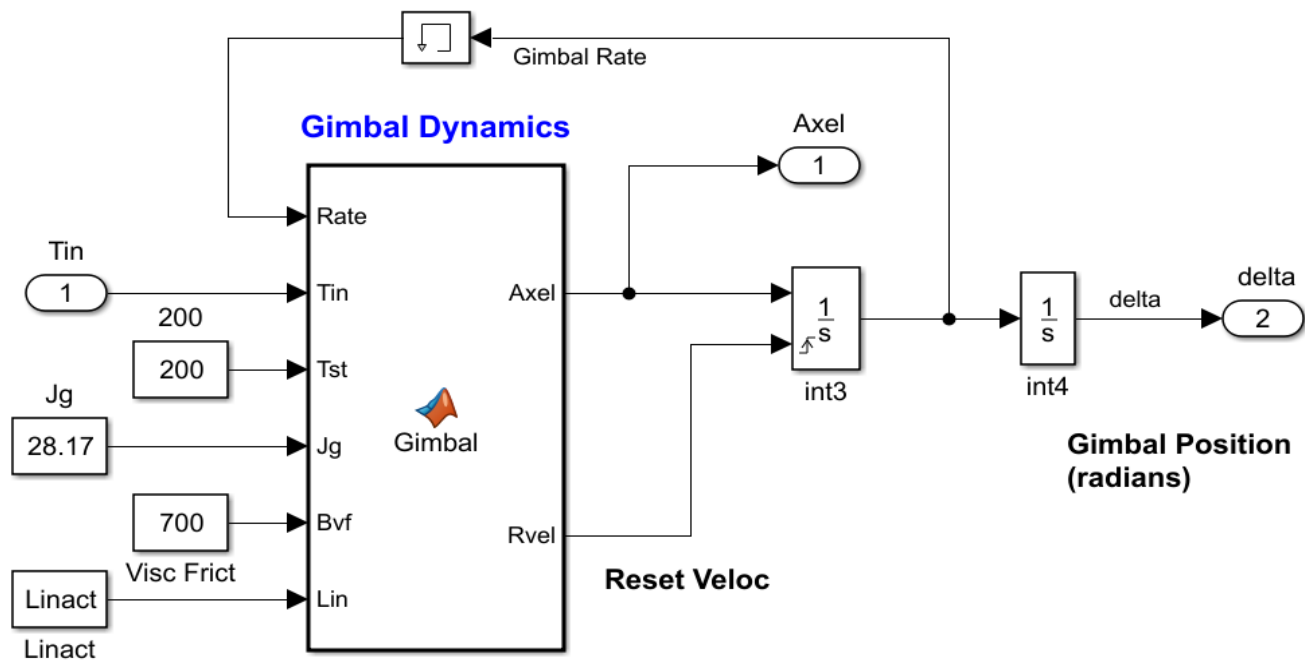 Gimbal Rate
Gimbal Dynamics
Axel
1
Rate
Tin
1
Tin
Axel
1
s
int3
1
s
int4
delta
delta
2
200
200
Tst
Jg
28.17
Jg
Gimbal
Gimbal Position
(radians)
700
Visc Frict
Bvf
Rvel
Reset Veloc
Linact
Linact
Lin